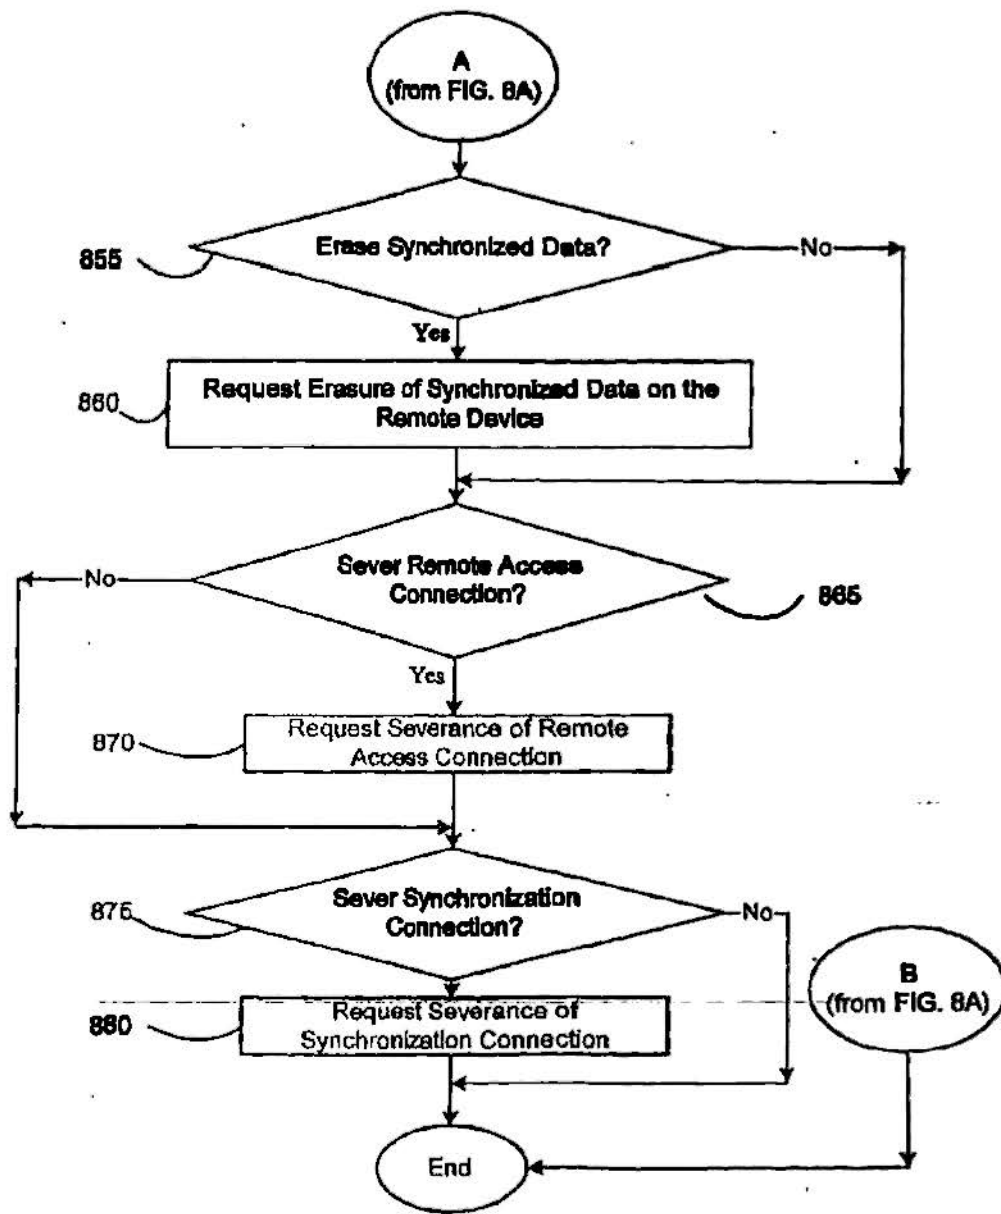 A
(from FIG. 8A)
Erase Synchronized Data?
No
855
Yes
860
Request Erasure of Synchronized Data on the
Remote Device
Sever Remote Access
Connection?
No
865
Yes
870
Request Severance of Remote
Access Connection
Sever Synchronization
Connection?
875
No
B
(from FIG. 8A)
880
Request Severance of
Synchronization Connection
End